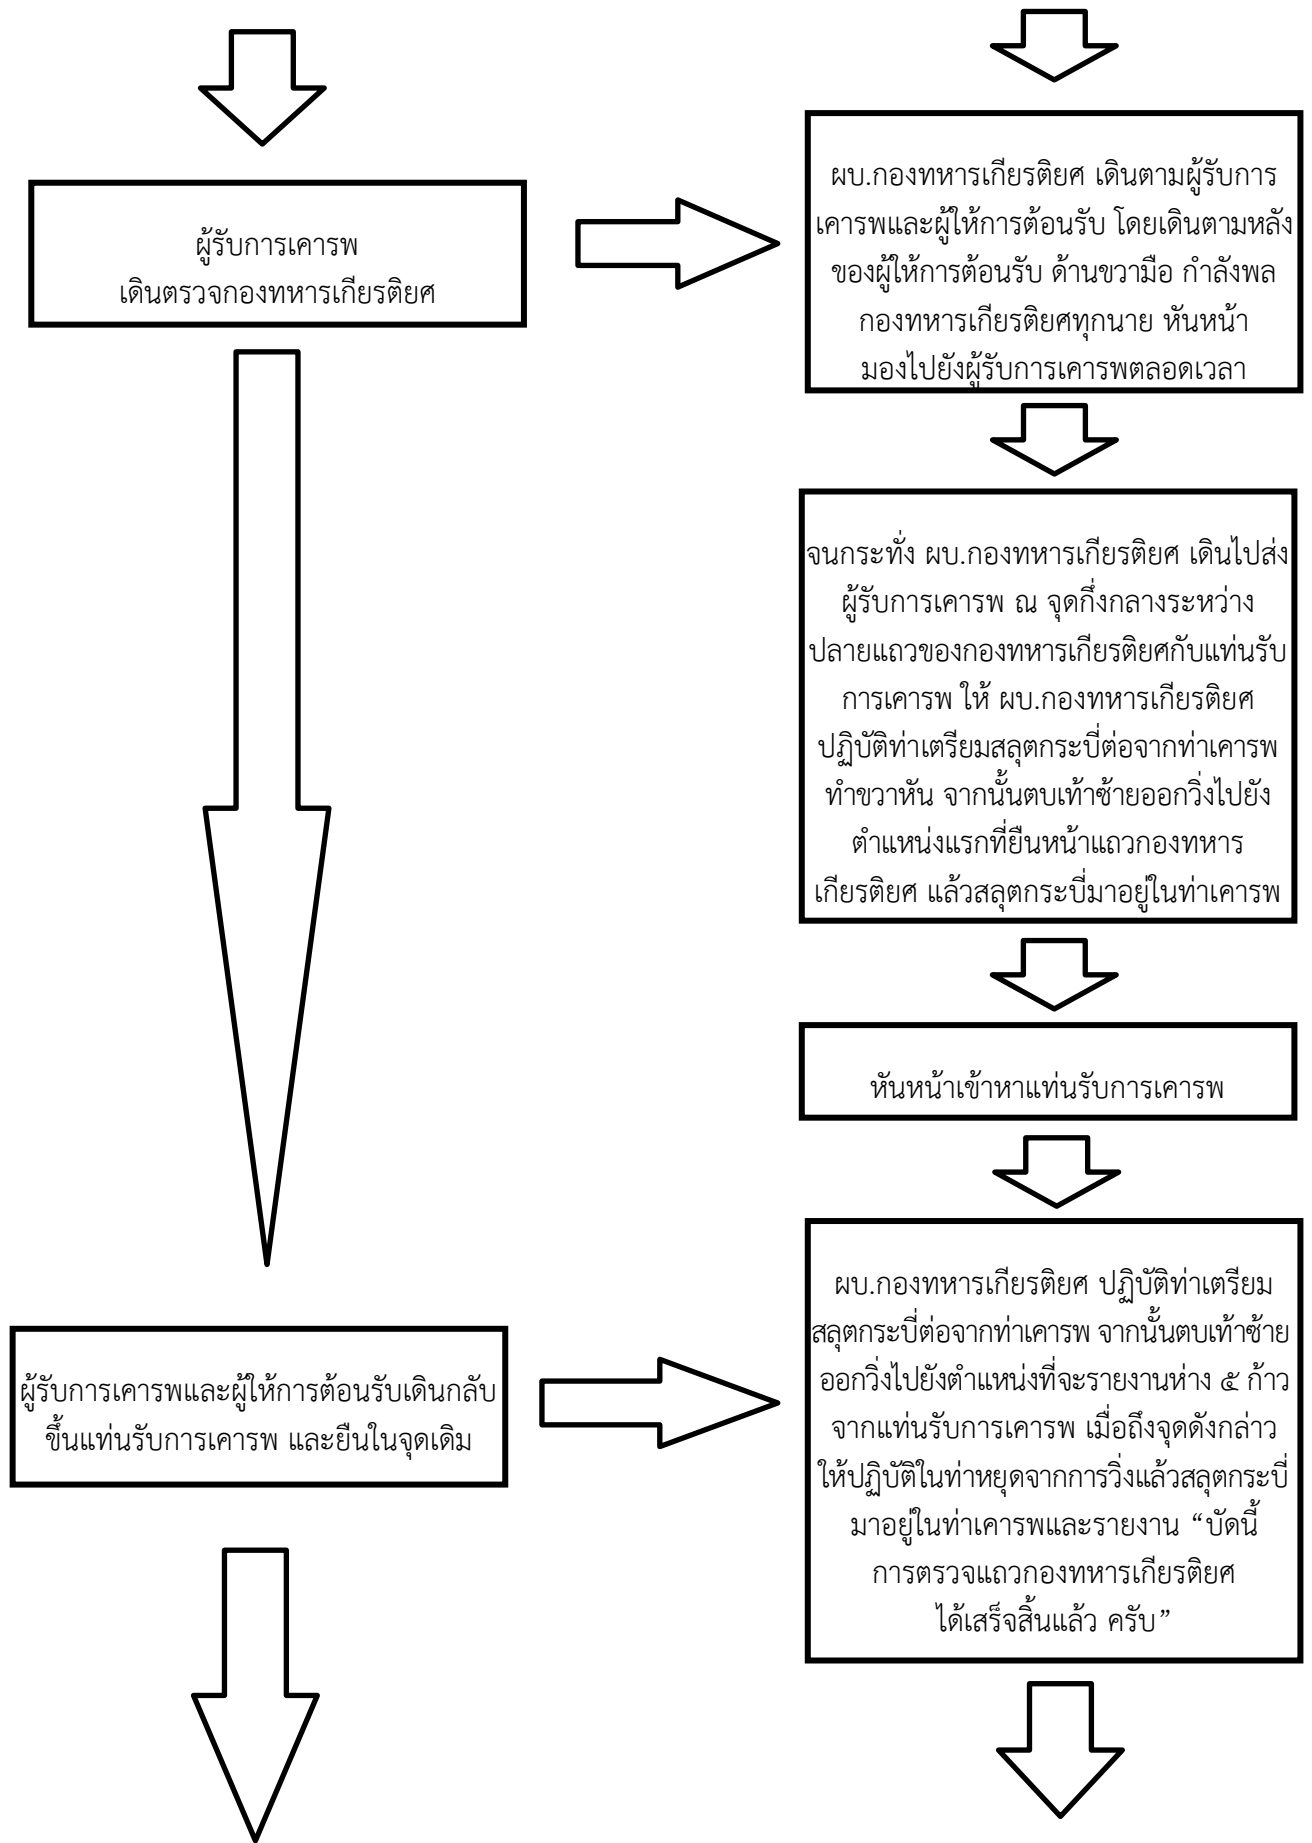 ผู้รับการเคารพ
เดินตรวจกองทหารเกียรติยศ
ผบ.กองทหารเกียรติยศ เดินตามผู้รับการ
เคารพและผู้ให้การต้อนรับ โดยเดินตามหลัง
ของผู้ให้การต้อนรับ ด้านขวามือ กำลังพล
กองทหารเกียรติยศทุกนาย หันหน้า
มองไปยังผู้รับการเคารพตลอดเวลา
จนกระทั่ง ผบ.กองทหารเกียรติยศ เดินไปส่ง
ผู้รับการเคารพ ณ จุดกึ่งกลางระหว่าง
ปลายแถวของกองทหารเกียรติยศกับแท่นรับ
การเคารพ ให้ ผบ.กองทหารเกียรติยศ
ปฏิบัติท่าเตรียมสลุตกระบี่ต่อจากท่าเคารพ
ทำขวาหัน จากนั้นตบเท้าซ้ายออกวิ่งไปยัง
ตำแหน่งแรกที่ยืนหน้าแถวกองทหาร
เกียรติยศ แล้วสลุตกระบี่มาอยู่ในท่าเคารพ
หันหน้าเข้าหาแท่นรับการเคารพ
ผู้รับการเคารพและผู้ให้การต้อนรับเดินกลับ
ขึ้นแท่นรับการเคารพ และยืนในจุดเดิม
ผบ.กองทหารเกียรติยศ ปฏิบัติท่าเตรียม
สลุตกระบี่ต่อจากท่าเคารพ จากนั้นตบเท้าซ้าย
ออกวิ่งไปยังตำแหน่งที่จะรายงานห่าง ๕ ก้าว
จากแท่นรับการเคารพ เมื่อถึงจุดดังกล่าว
ให้ปฏิบัติในท่าหยุดจากการวิ่งแล้วสลุตกระบี่
มาอยู่ในท่าเคารพและรายงาน “บัดนี้
การตรวจแถวกองทหารเกียรติยศ
ได้เสร็จสิ้นแล้ว ครับ”